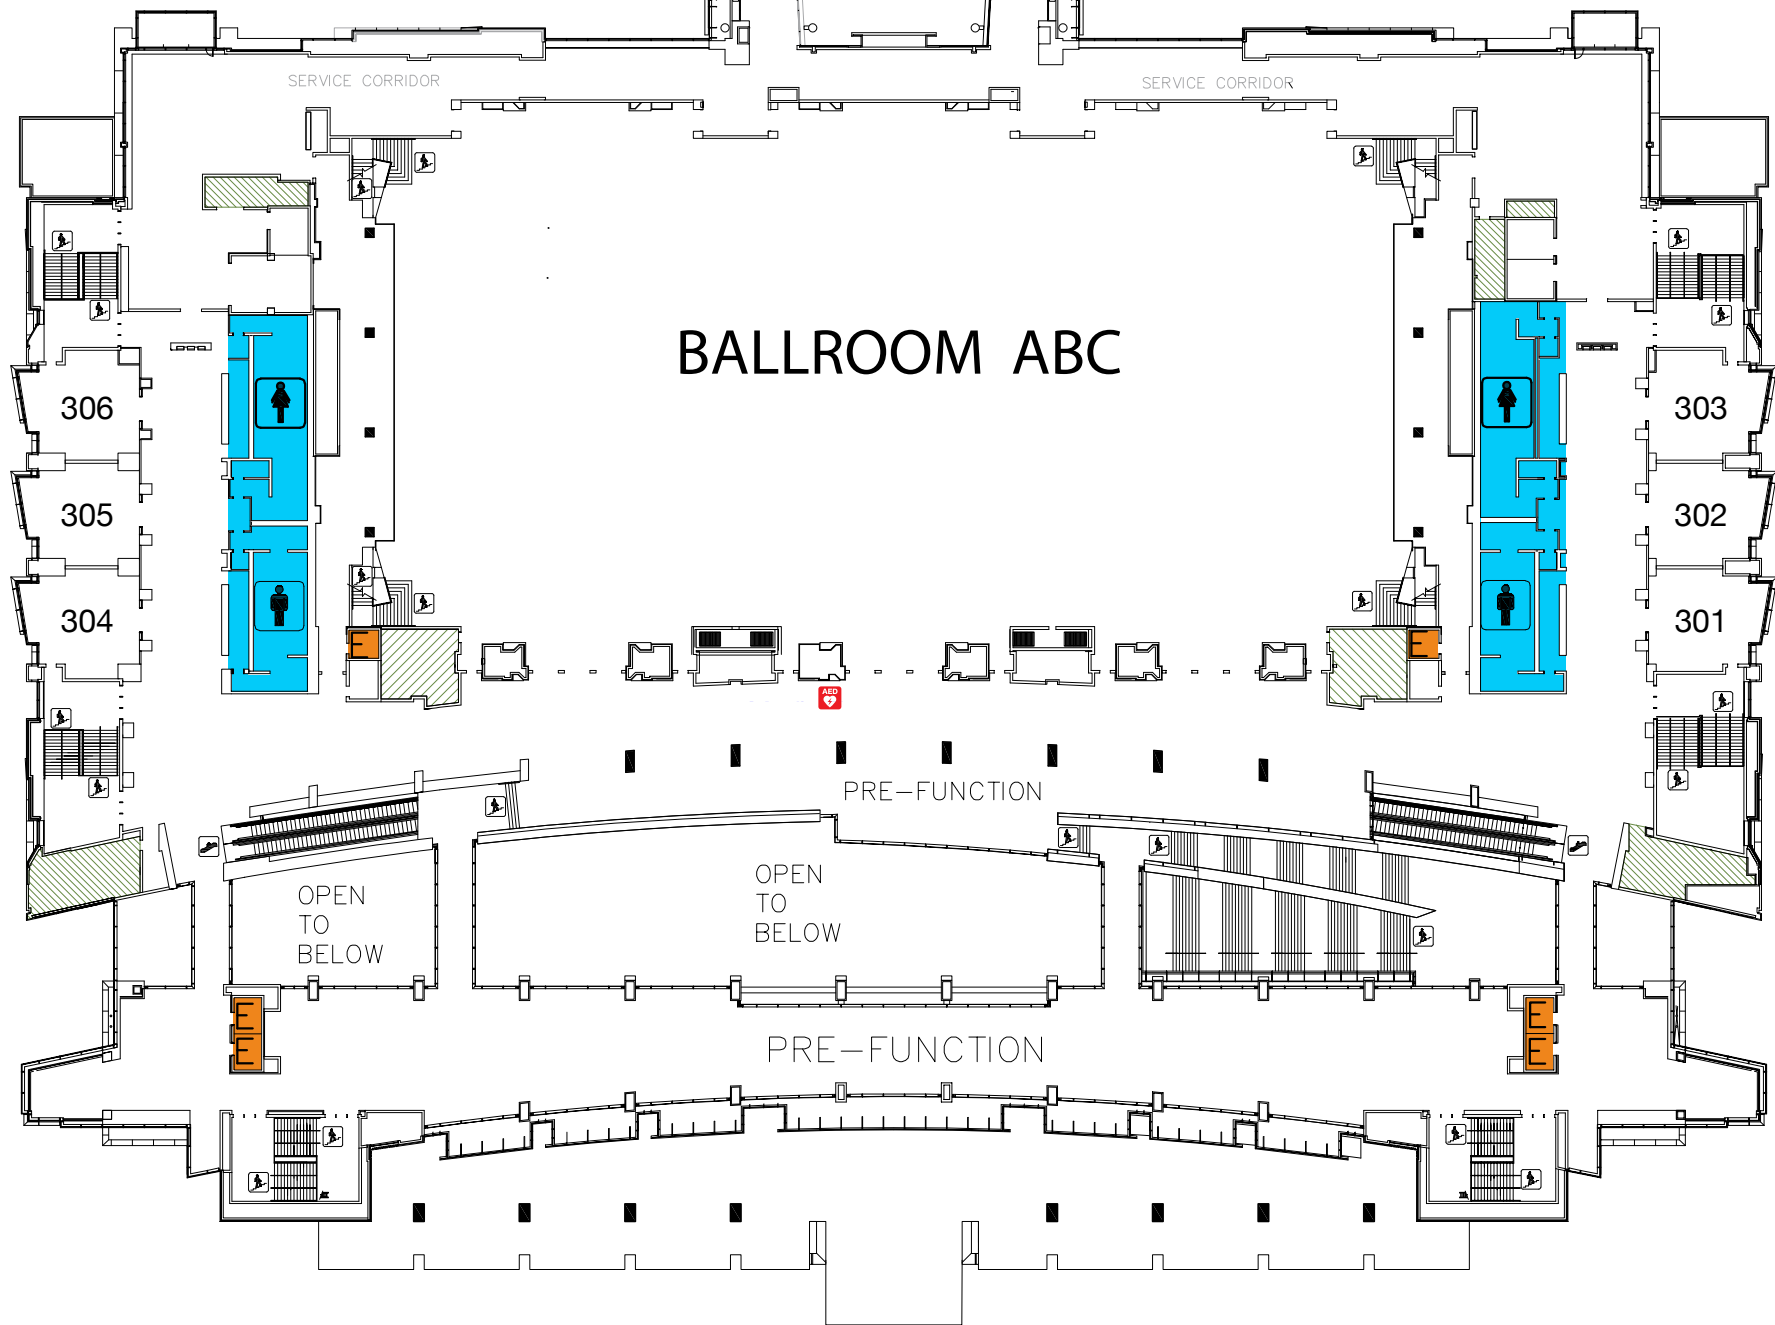 SERVICE CORRIDOR
SERVICE CORRIDOR
BALLROOM ABC
306
303
305
302
304
301
E
E
AED
PRE-FUNCTION
OPEN
TO
BELOW
OPEN
TO
BELOW
E
E
E
E
PRE-FUNCTION